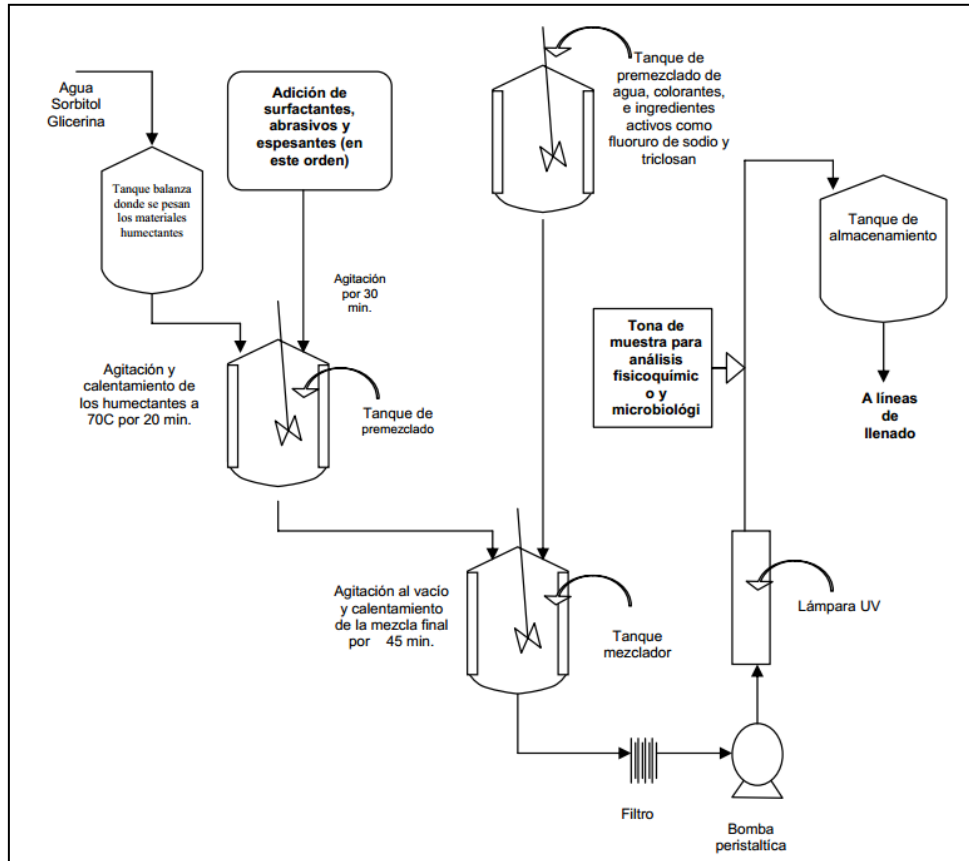 Agua
Sorbitol
Glicerina
Tanque balanza
donde se pesan
los materiales
humectantes
Adición de
surfactantes,
abrasivos y
espesantes (en
este orden)
Tanque de
premezclado de
agua, colorantes,
e ingredientes
activos como
fluoruro de sodio y
triclosan
Tanque de
almacenamiento
Agitación
por 30
min.
Agitación y
calentamiento de
los humectantes a
70C por 20 min.
Tanque de
premezclado
Tona de
muestra para
análisis
fisicoquímic
o y
microbiológi
A líneas
de
llenado
Agitación al vacío
y calentamiento
de la mezcla final
por 45 min.
Tanque
mezclador
Lámpara UV
Filtro
Bomba
peristaltíca